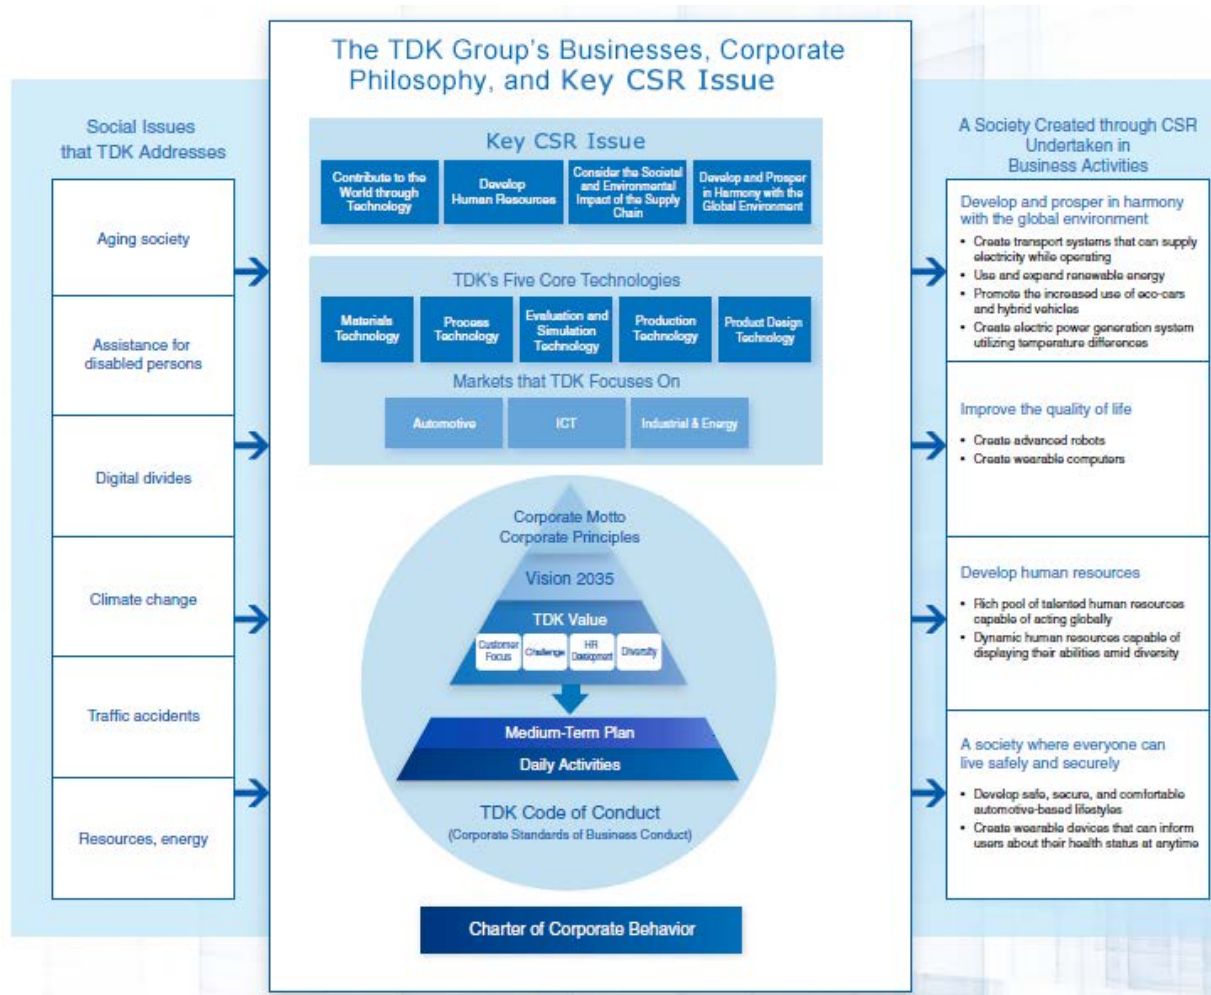 The TDK Group's Businesses, Corporate
Philosophy, and Key CSR Issue
Social Issues
that TDK Addresses
Aging society
Assistance for
disabled persons
Digital divides
Climate change
Traffic accidents
Resources, energy
Key CSR Issue
Contribute to the
World through
Technology
Develop
Human Resources
Consider the Societal
and Environmental
Impact of the Supply
Chain
Develop and Prosper
in Harmony with the
Global Environment
TDK's Five Core Technologies
Materials
Technology
Process
Technology
Evaluation and
Simulation
Technology
Production
Technology
Product Design
Technology
Markets that TDK Focuses On
Automotive
ICT
Industrial & Energy
Corporate Motto
Corporate Principles
Vision 2035
TDK Value
Customer
Focus
Challenge
HR
Diversity
Medium-Term Plan
Daily Activities
TDK Code of Conduct
(Corporate Standards of Business Conduct)
Charter of Corporate Behavior
A Society Created through CSR
Undertaken in
Business Activities
Develop and prosper in harmony
with the global environment
• Create transport systems that can supply
electricity while operating
• Use and expand renewable energy
• Promote the increased use of eco-cars
and hybrid vehicles
• Create electric power generation system
utilizing temperature differences
Improve the quality of life
• Create advanced robots
• Create wearable computers
Develop human resources
• Rich pool of talented human resources
capable of acting globally
• Dynamic human resources capable of
displaying their abilities amid diversity
A society where everyone can
live safely and securely
• Develop safe, secure, and comfortable
automotive-based lifestyles
• Create wearable devices that can inform
users about their health status at anytime